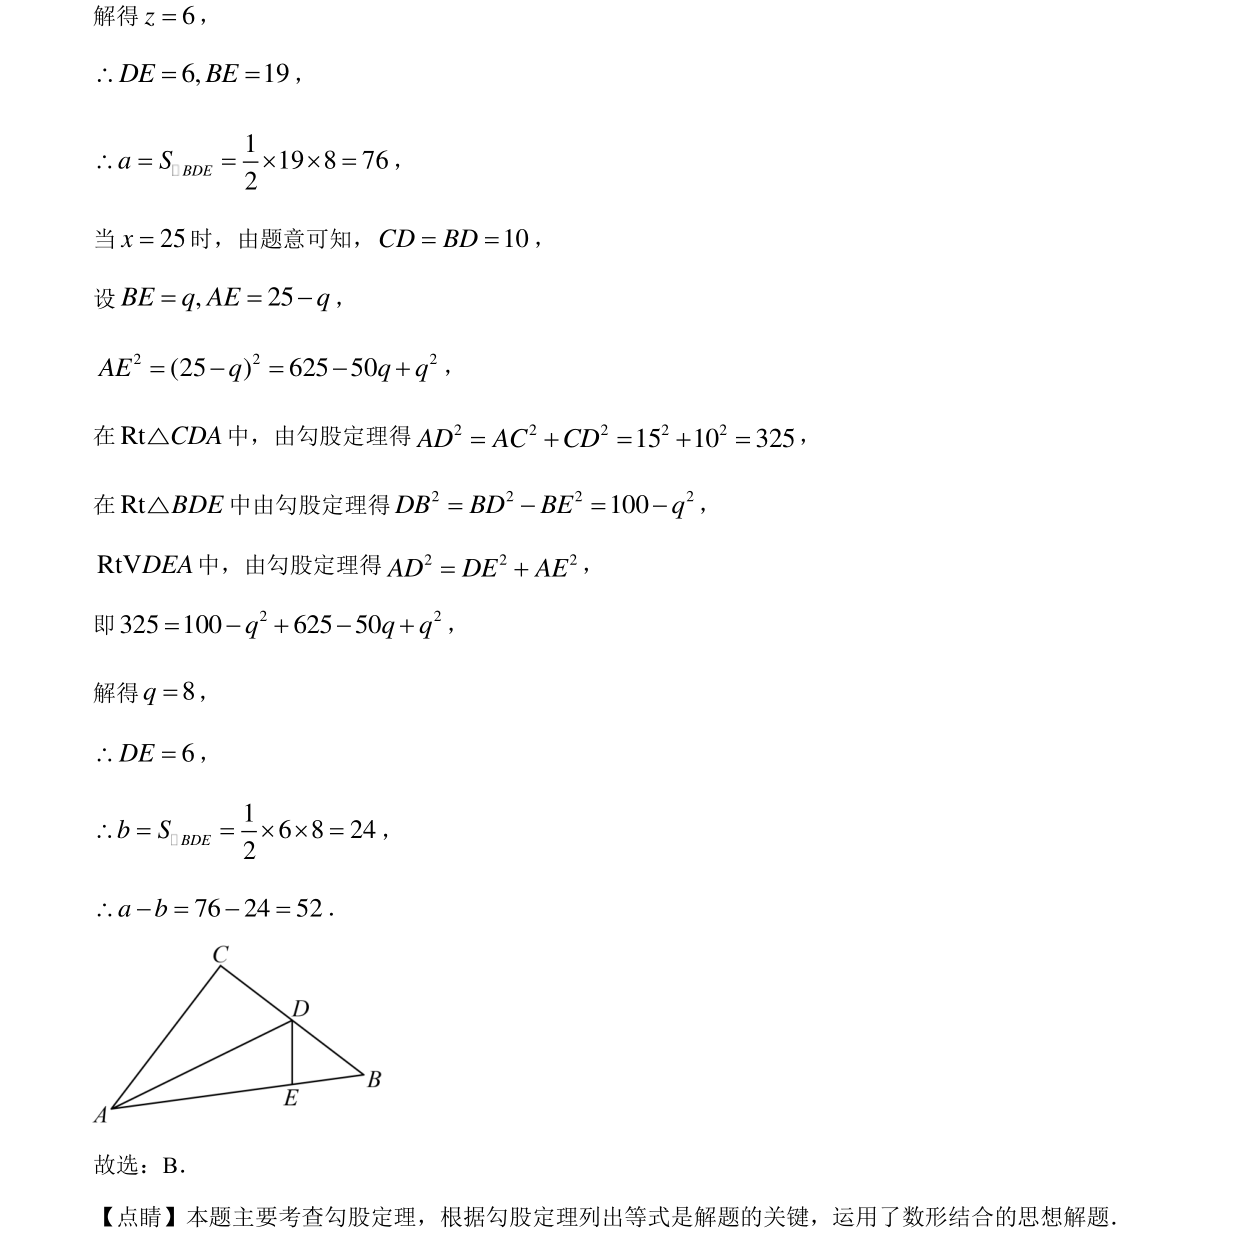 解得 z = 6，
∴DE = 6, BE = 19，
∴a = S□BDE = 1/2 × 19 × 8 = 76，
当 x = 25 时，由题意可知，CD = BD = 10，
设 BE = q, AE = 25 − q，
AE² = (25 − q)² = 625 − 50q + q²，
在 Rt△CDA 中，由勾股定理得 AD² = AC² + CD² = 15² + 10² = 325，
在 Rt△BDE 中由勾股定理得 DB² = BD² − BE² = 100 − q²，
RtVDEA 中，由勾股定理得 AD² = DE² + AE²，
即 325 = 100 − q² + 625 − 50q + q²，
解得 q = 8，
∴DE = 6，
∴b = S□BDE = 1/2 × 6 × 8 = 24，
∴a − b = 76 − 24 = 52．
C
D
B
E
A
故选：B．
【点睛】本题主要考查勾股定理，根据勾股定理列出等式是解题的关键，运用了数形结合的思想解题．